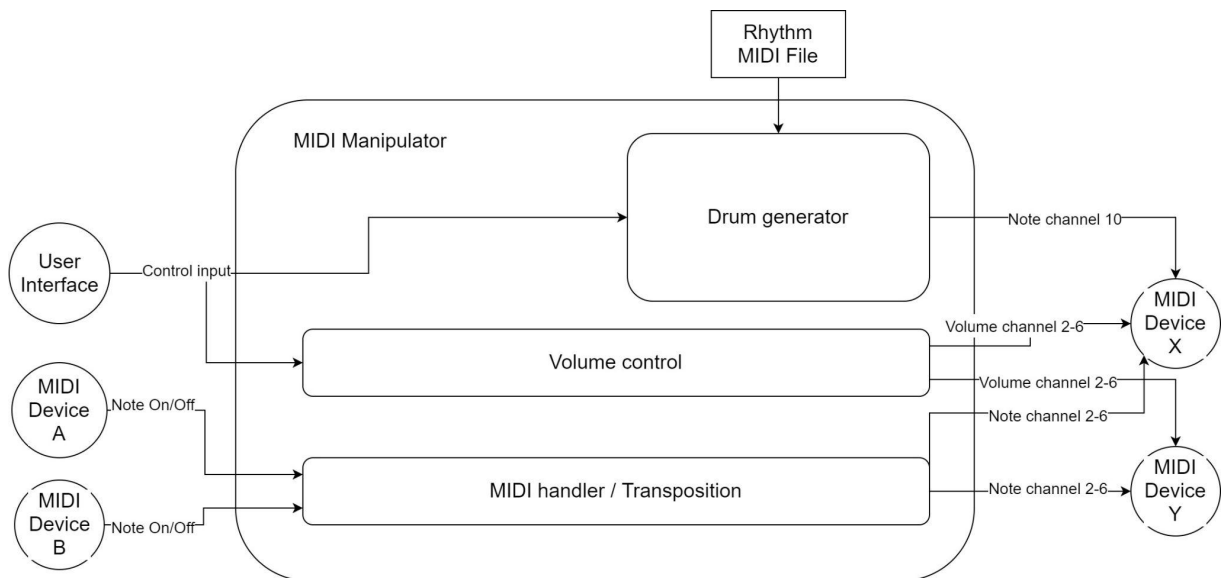 Rhythm
MIDI File
MIDI Manipulator
Drum generator
Note channel 10
User
Interface
Control input
MIDI
Device
X
Volume channel 2-6
Volume control
Volume channel 2-6
MIDI
Device
A
Note On/Off
Note channel 2-6
MIDI handler / Transposition
Note channel 2-6
MIDI
Device
Y
MIDI
Device
B
Note On/Off